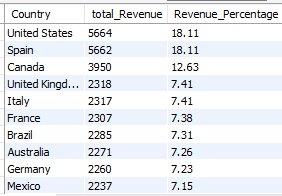 Country total_Revenue Revenue_Percentage
United States 5664 18.11
Spain 5662 18.11
Canada 3950 12.63
United Kingd... 2318 7.41
Italy 2317 7.41
France 2307 7.38
Brazil 2285 7.31
Australia 2271 7.26
Germany 2260 7.23
Mexico 2237 7.15